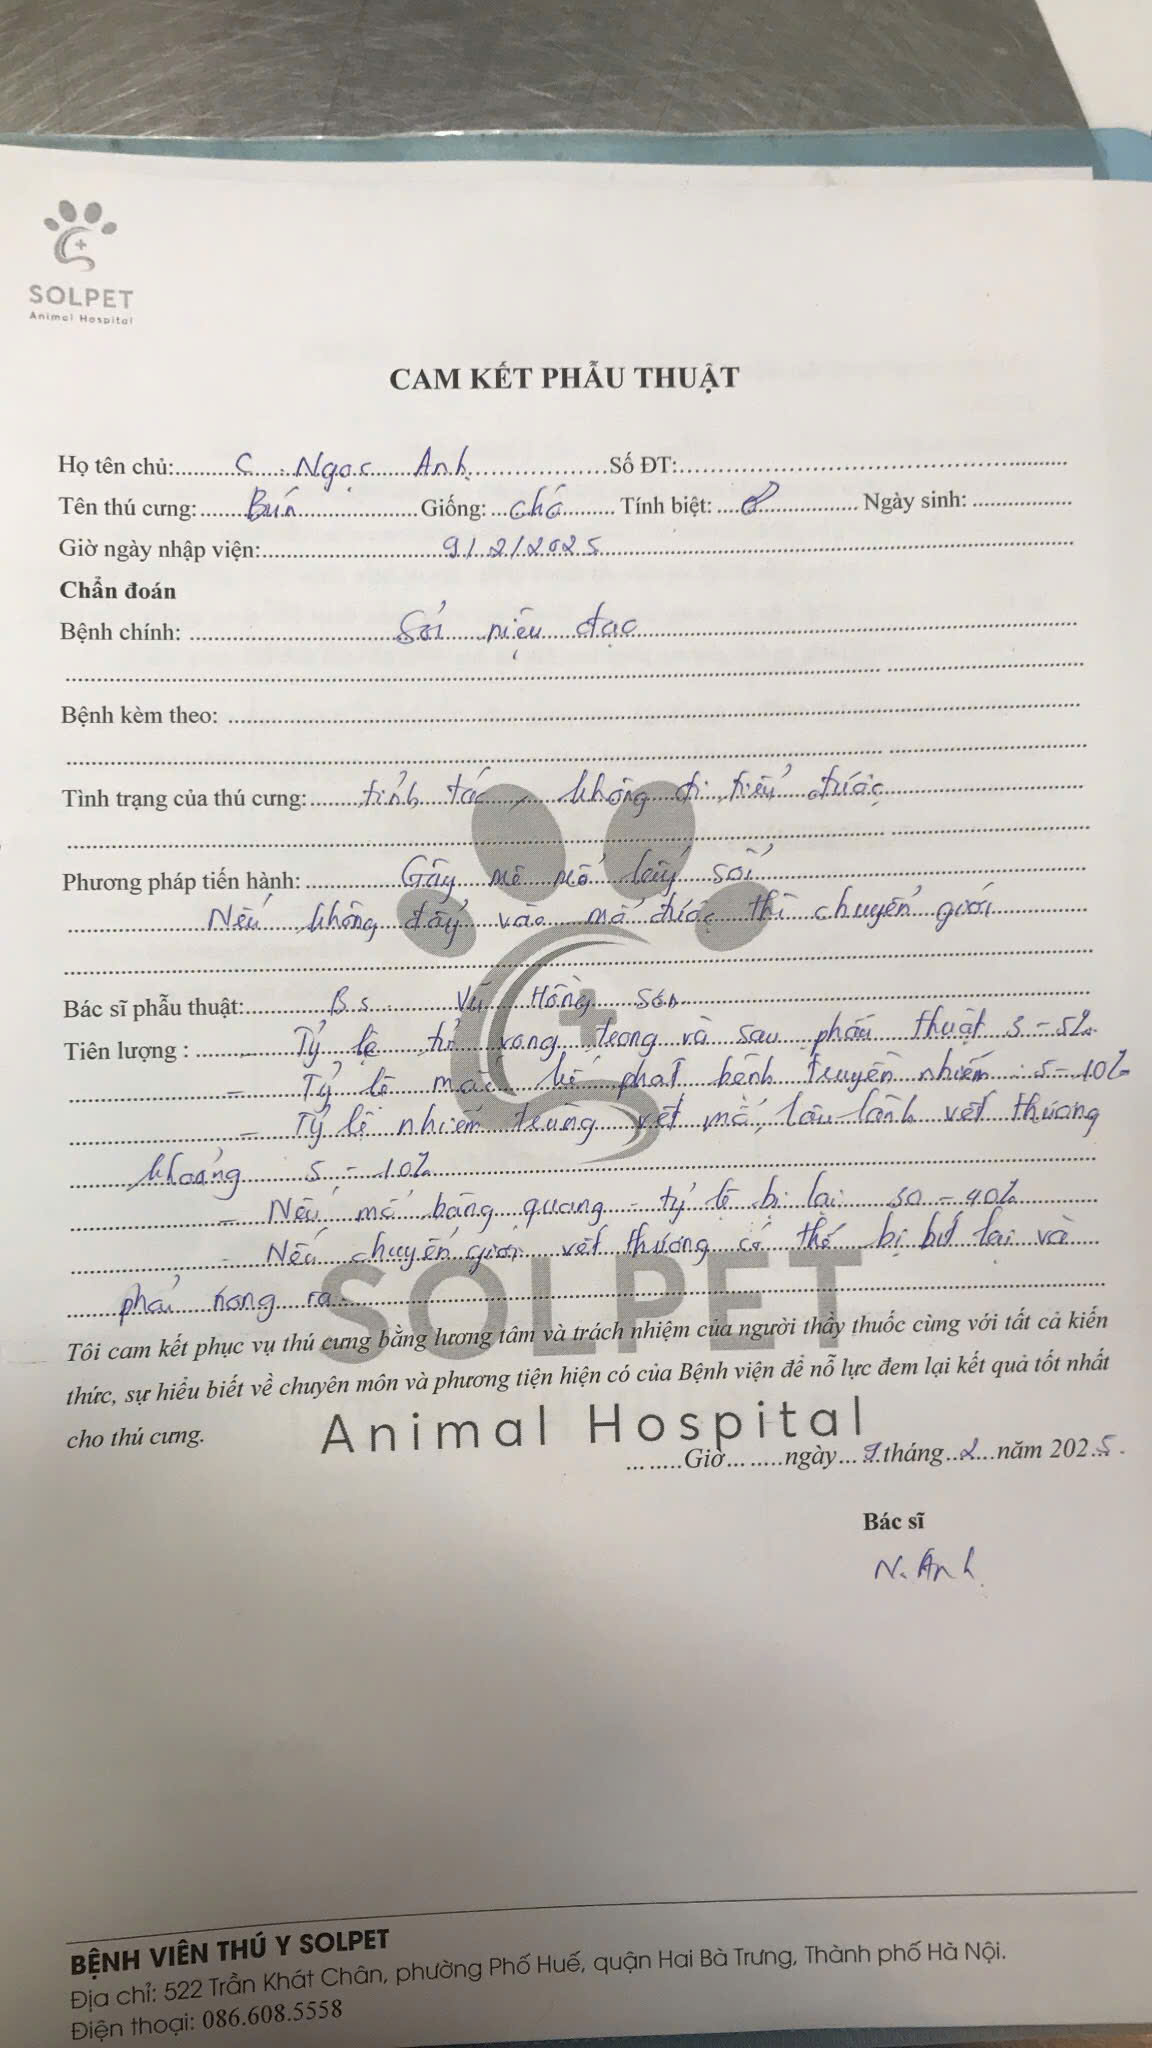 SOLPET
Animal Hospital
CAM KẾT PHẪU THUẬT
Họ tên chủ: C. Ngọc Anh Số ĐT:
Tên thú cưng: Bún Giống: chó Tính biệt: ♂ Ngày sinh:
Giờ ngày nhập viện: 9/2/2025
Chẩn đoán
Bệnh chính: Sỏi niệu đạo
Bệnh kèm theo:
Tình trạng của thú cưng: tỉnh táo, không đi tiểu được
Phương pháp tiến hành: Gây mê mổ lấy sỏi
Nếu không đẩy vào mổ được thì chuyển giới
Bác sĩ phẫu thuật: B.s. Vũ Hồng Sơn
Tiên lượng : - Tỷ lệ tử vong trong và sau phẫu thuật 3 - 5%
- Tỷ lệ mắc kế phát bệnh truyền nhiễm : 5 - 10%
- Tỷ lệ nhiễm trùng vết mổ, lâu lành vết thương
khoảng 5 - 10%
- Nếu mổ bàng quang - tỷ lệ bị lại 30 - 40%
- Nếu chuyển giới vết thương có thể bị bít lại và
phải nong ra.
SOLPET
Tôi cam kết phục vụ thú cưng bằng lương tâm và trách nhiệm của người thầy thuốc cùng với tất cả kiến
thức, sự hiểu biết về chuyên môn và phương tiện hiện có của Bệnh viện để nỗ lực đem lại kết quả tốt nhất
cho thú cưng.
Animal Hospital
Giờ ngày 9 tháng 2 năm 2025.
Bác sĩ
N. Anh
BỆNH VIÊN THÚ Y SOLPET
Địa chỉ: 522 Trần Khát Chân, phường Phố Huế, quận Hai Bà Trưng, Thành phố Hà Nội.
Điện thoại: 086.608.5558